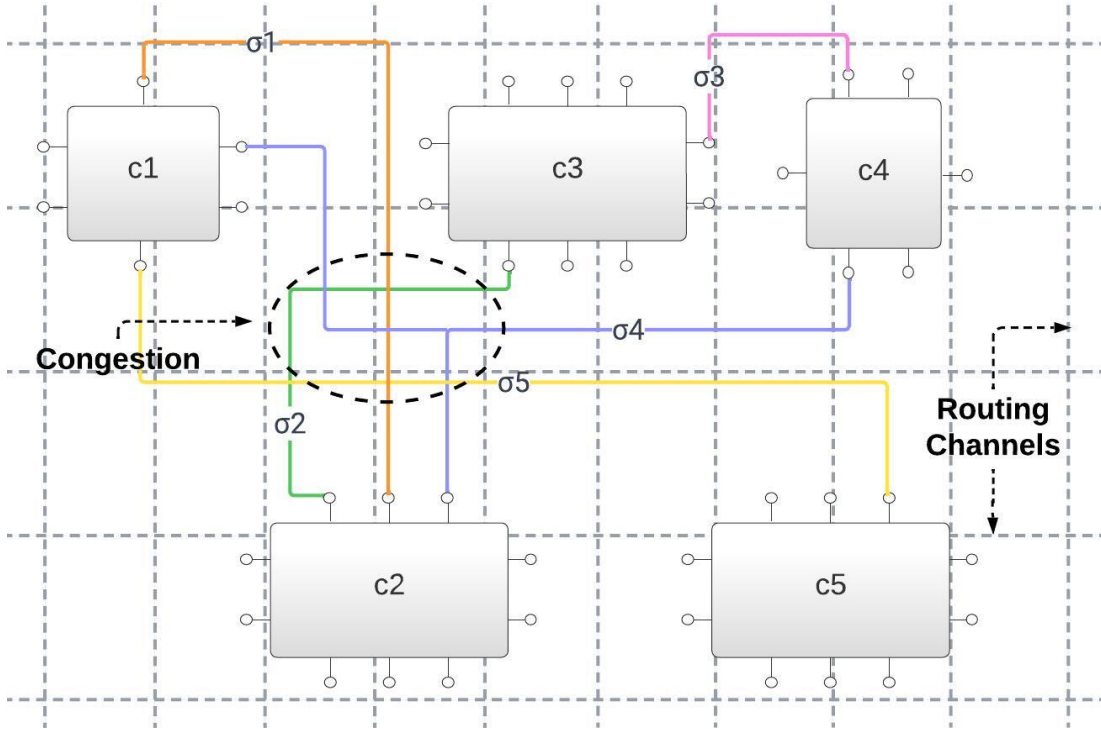 σ1
σ3
c1
c3
c4
σ4
Congestion
σ5
Routing
Channels
σ2
c2
c5